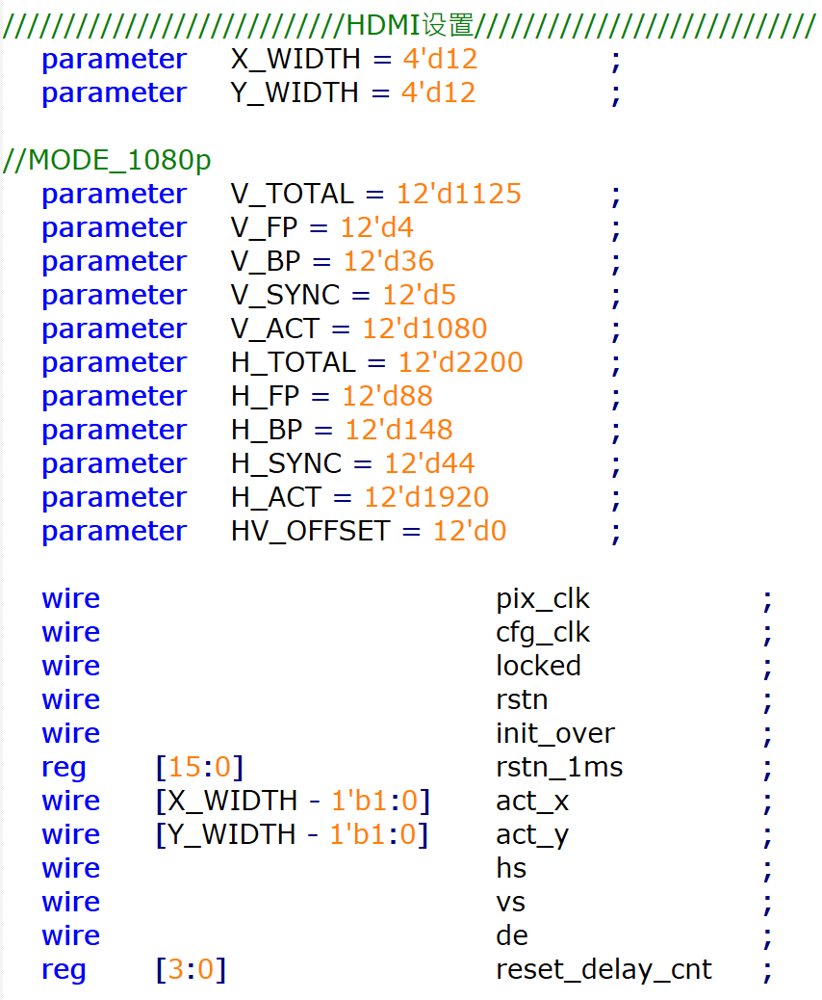 ////////////////////////////HDMI设置////////////////////////////
parameter X_WIDTH = 4'd12 ;
parameter Y_WIDTH = 4'd12 ;
//MODE_1080p
parameter V_TOTAL = 12'd1125 ;
parameter V_FP = 12'd4 ;
parameter V_BP = 12'd36 ;
parameter V_SYNC = 12'd5 ;
parameter V_ACT = 12'd1080 ;
parameter H_TOTAL = 12'd2200 ;
parameter H_FP = 12'd88 ;
parameter H_BP = 12'd148 ;
parameter H_SYNC = 12'd44 ;
parameter H_ACT = 12'd1920 ;
parameter HV_OFFSET = 12'd0 ;
wire pix_clk ;
wire cfg_clk ;
wire locked ;
wire rstn ;
wire init_over ;
reg [15:0] rstn_1ms ;
wire [X_WIDTH - 1'b1:0] act_x ;
wire [Y_WIDTH - 1'b1:0] act_y ;
wire hs ;
wire vs ;
wire de ;
reg [3:0] reset_delay_cnt ;